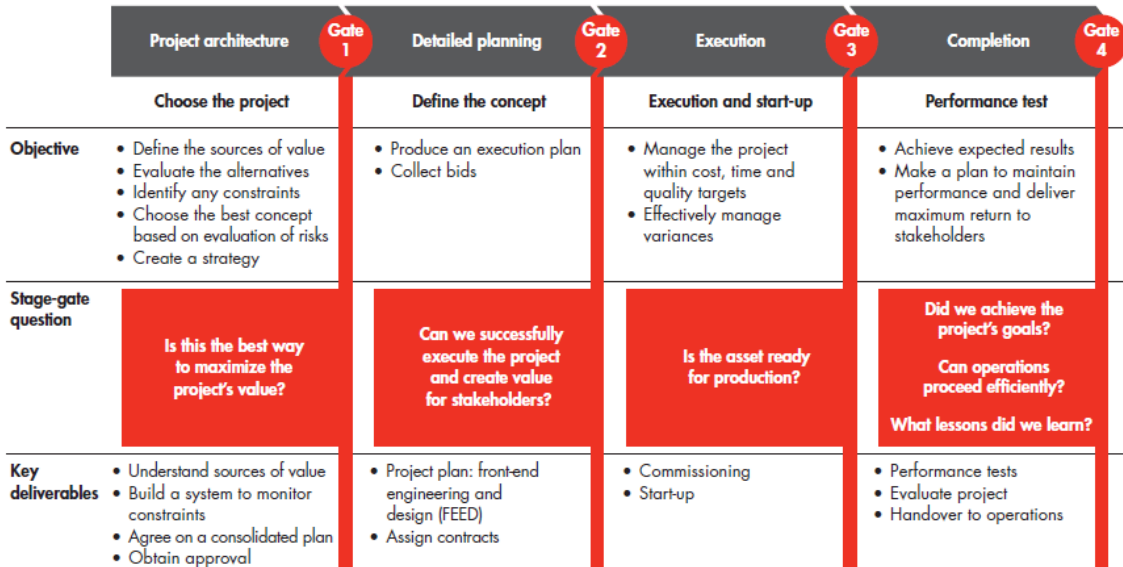 Project architecture
Gate
1
Detailed planning
Gate
2
Execution
Gate
3
Completion
Gate
4
Choose the project
Define the concept
Execution and start-up
Performance test
Objective
• Define the sources of value
• Evaluate the alternatives
• Identify any constraints
• Choose the best concept
based on evaluation of risks
• Create a strategy
• Produce an execution plan
• Collect bids
• Manage the project
within cost, time and
quality targets
• Effectively manage
variances
• Achieve expected results
• Make a plan to maintain
performance and deliver
maximum return to
stakeholders
Stage-gate
question
Is this the best way
to maximize the
project's value?
Can we successfully
execute the project
and create value
for stakeholders?
Is the asset ready
for production?
Did we achieve the
project's goals?
Can operations
proceed efficiently?
What lessons did we learn?
Key
deliverables
• Understand sources of value
• Build a system to monitor
constraints
• Agree on a consolidated plan
• Obtain approval
• Project plan: front-end
engineering and
design (FEED)
• Assign contracts
• Commissioning
• Start-up
• Performance tests
• Evaluate project
• Handover to operations